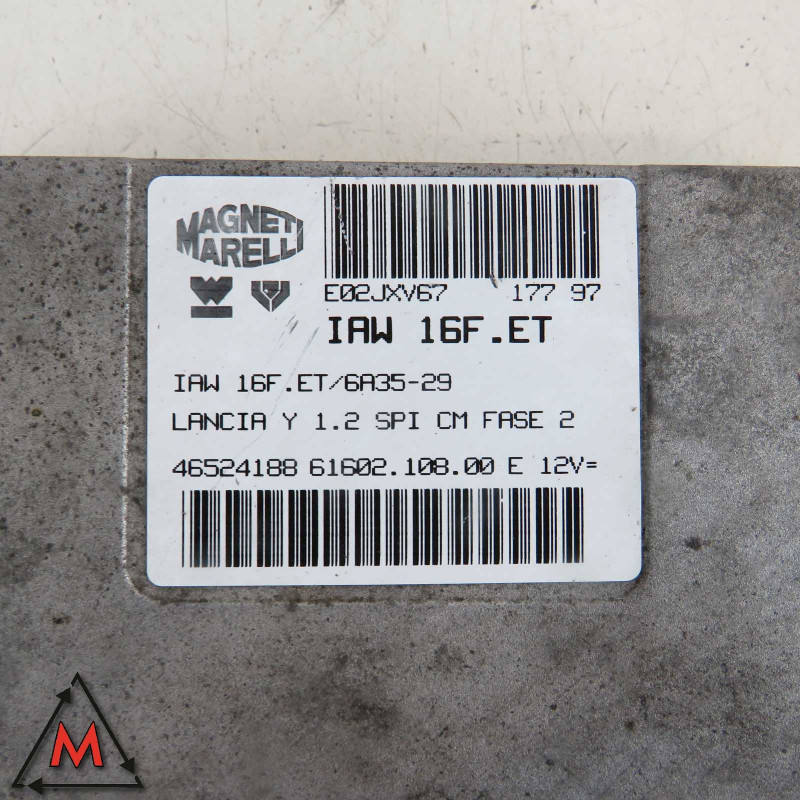 MAGNETI
MARELLI
E02JXV67 177 97
IAW 16F.ET
IAW 16F.ET/6A35-29
LANCIA Y 1.2 SPI CM FASE 2
46524188 61602.108.00 E 12V=
M